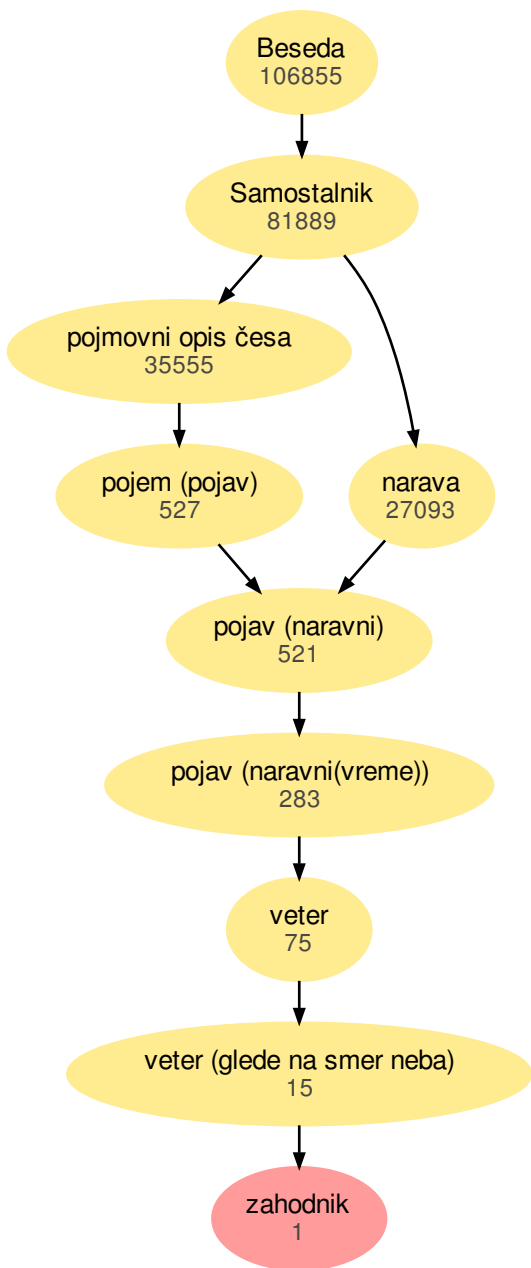 Beseda
106855
Samostalnik
81889
pojmovni opis česa
35555
pojem (pojav)
527
narava
27093
pojav (naravni)
521
pojav (naravni(vreme))
283
veter
75
veter (glede na smer neba)
15
zahodnik
1